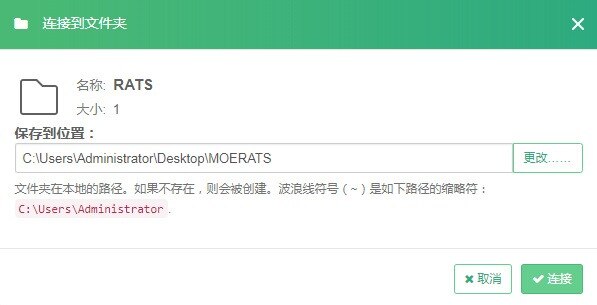 连接到文件夹
名称: RATS
大小: 1
保存到位置：
C:\Users\Administrator\Desktop\MOERATS
更改……
文件夹在本地的路径。如果不存在，则会被创建。波浪线符号 (~) 是如下路径的缩略符：
C:\Users\Administrator .
取消
连接